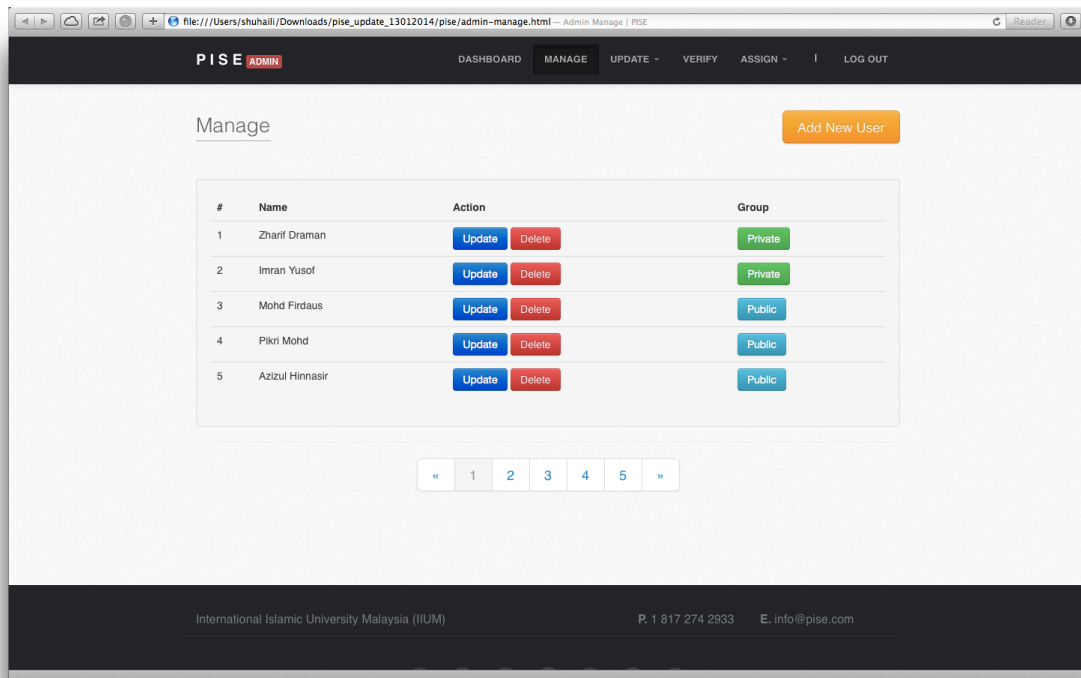 file:///Users/shuhaili/Downloads/pise_update_13012014/pise/admin-manage.html — Admin Manage | PISE Reader
PISE ADMIN DASHBOARD MANAGE UPDATE VERIFY ASSIGN | LOG OUT
Manage Add New User
# Name Action Group
1 Zharif Draman Update Delete Private
2 Imran Yusof Update Delete Private
3 Mohd Firdaus Update Delete Public
4 Pikri Mohd Update Delete Public
5 Azizul Hinnasir Update Delete Public
« 1 2 3 4 5 »
International Islamic University Malaysia (IIUM) P. 1 817 274 2933 E. info@pise.com